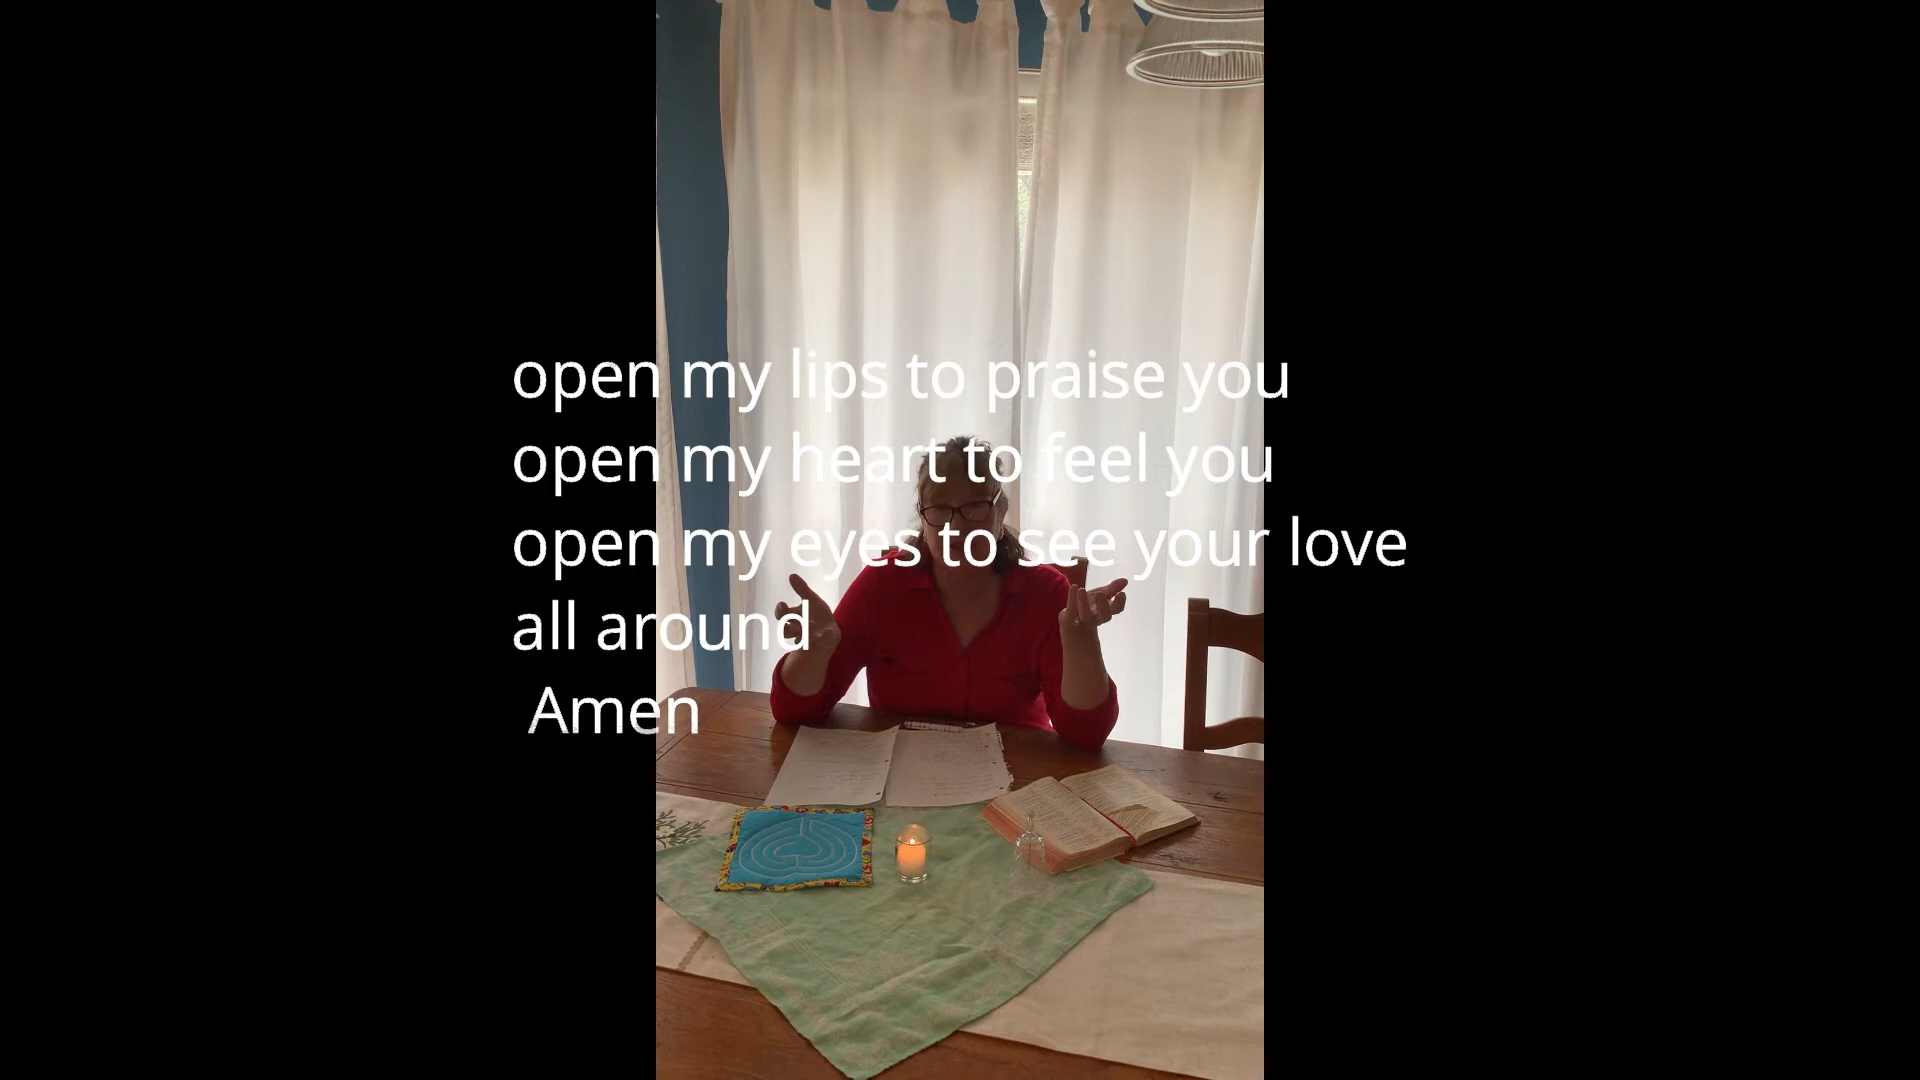 open my lips to praise you
open my heart to feel you
open my eyes to see your love
all around
Amen